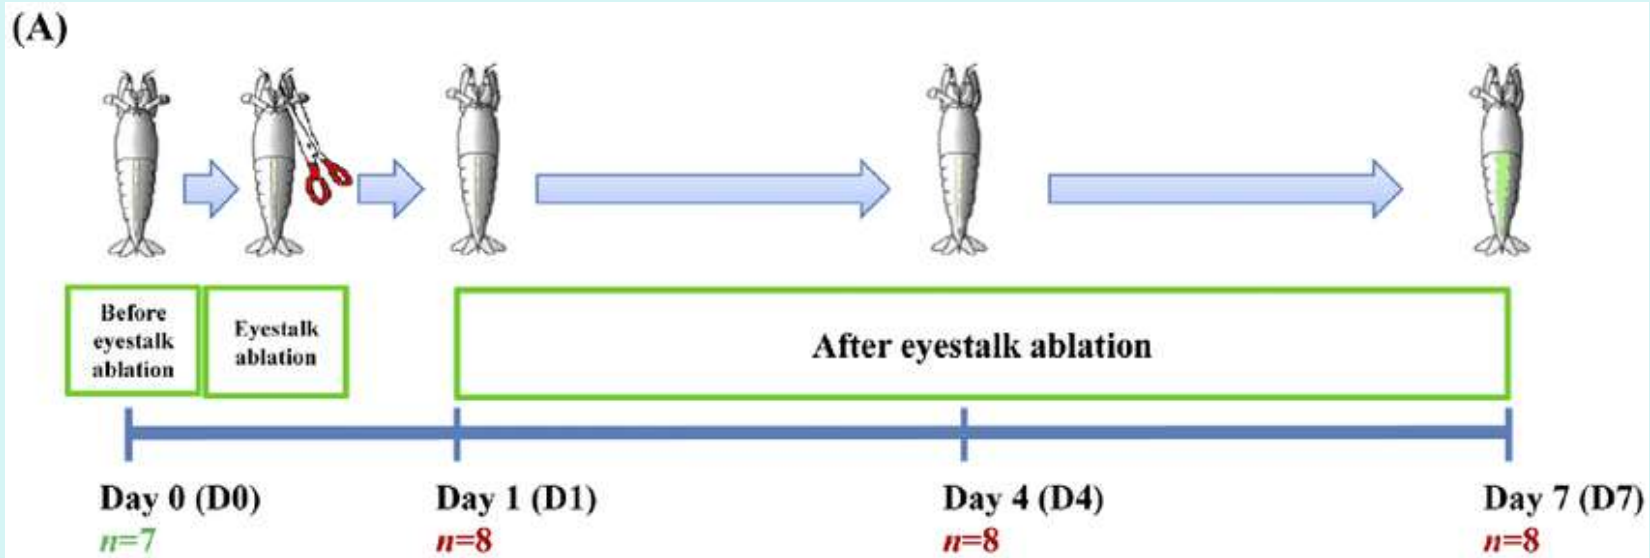 (A)
Before
eyestalk
ablation
Eyestalk
ablation
After eyestalk ablation
Day 0 (D0)
n=7
Day 1 (D1)
n=8
Day 4 (D4)
n=8
Day 7 (D7)
n=8